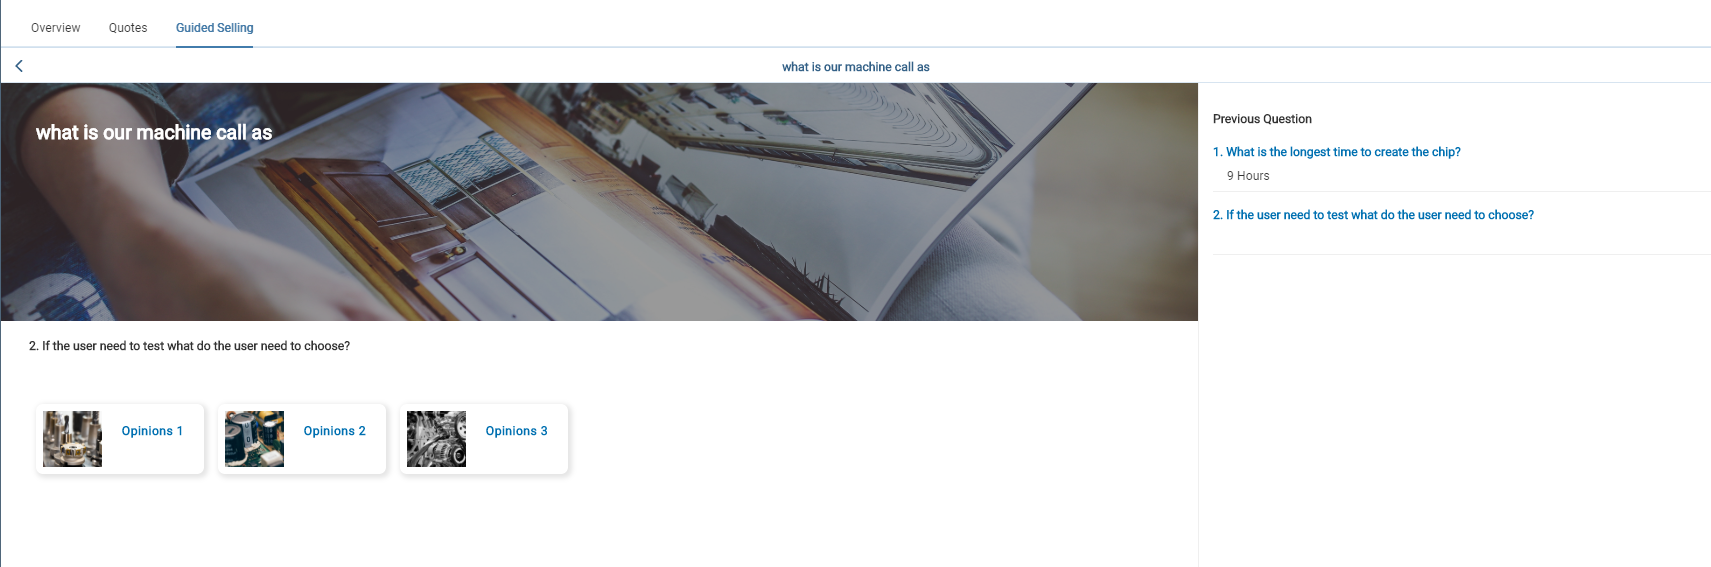 Overview Quotes Guided Selling
what is our machine call as
what is our machine call as
2. If the user need to test what do the user need to choose?
Opinions 1 Opinions 2 Opinions 3
Previous Question
1. What is the longest time to create the chip?
9 Hours
2. If the user need to test what do the user need to choose?